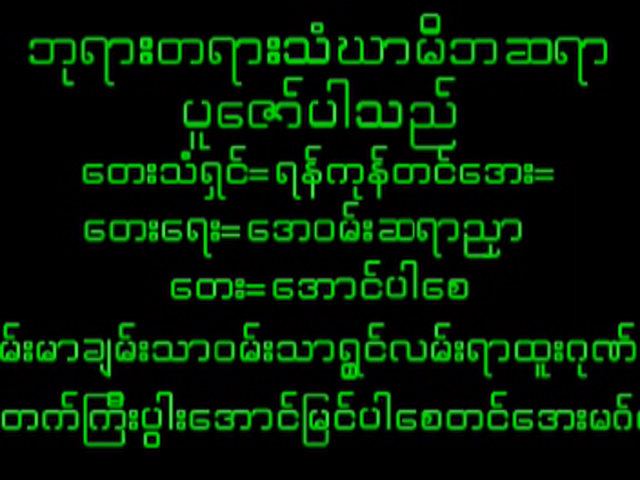 ဘုရားတရားသံဃာမိဘဆရာ
ပူဇော်ပါသည်
တေးသံရှင်=ရန်ကုန်တင်အေး=
တေးရေး=အေဝမ်းဆရာညှာ
တေး=အောင်ပါစေ
မ်းမာချမ်းသာဝမ်းသာရွှင်လမ်းရာထူးဂုဏ်
တက်ကြီးပွါးအောင်မြင်ပါစေတင်အေးမင်္ဂ